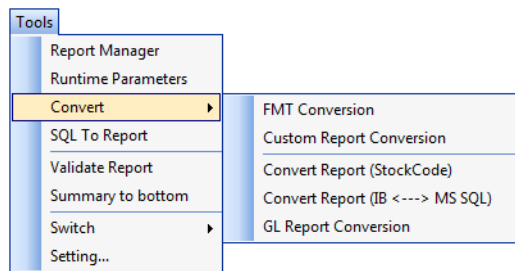 Tools
Report Manager
Runtime Parameters
Convert
SQL To Report
Validate Report
Summary to bottom
Switch
Setting...
FMT Conversion
Custom Report Conversion
Convert Report (StockCode)
Convert Report (IB <---> MS SQL)
GL Report Conversion